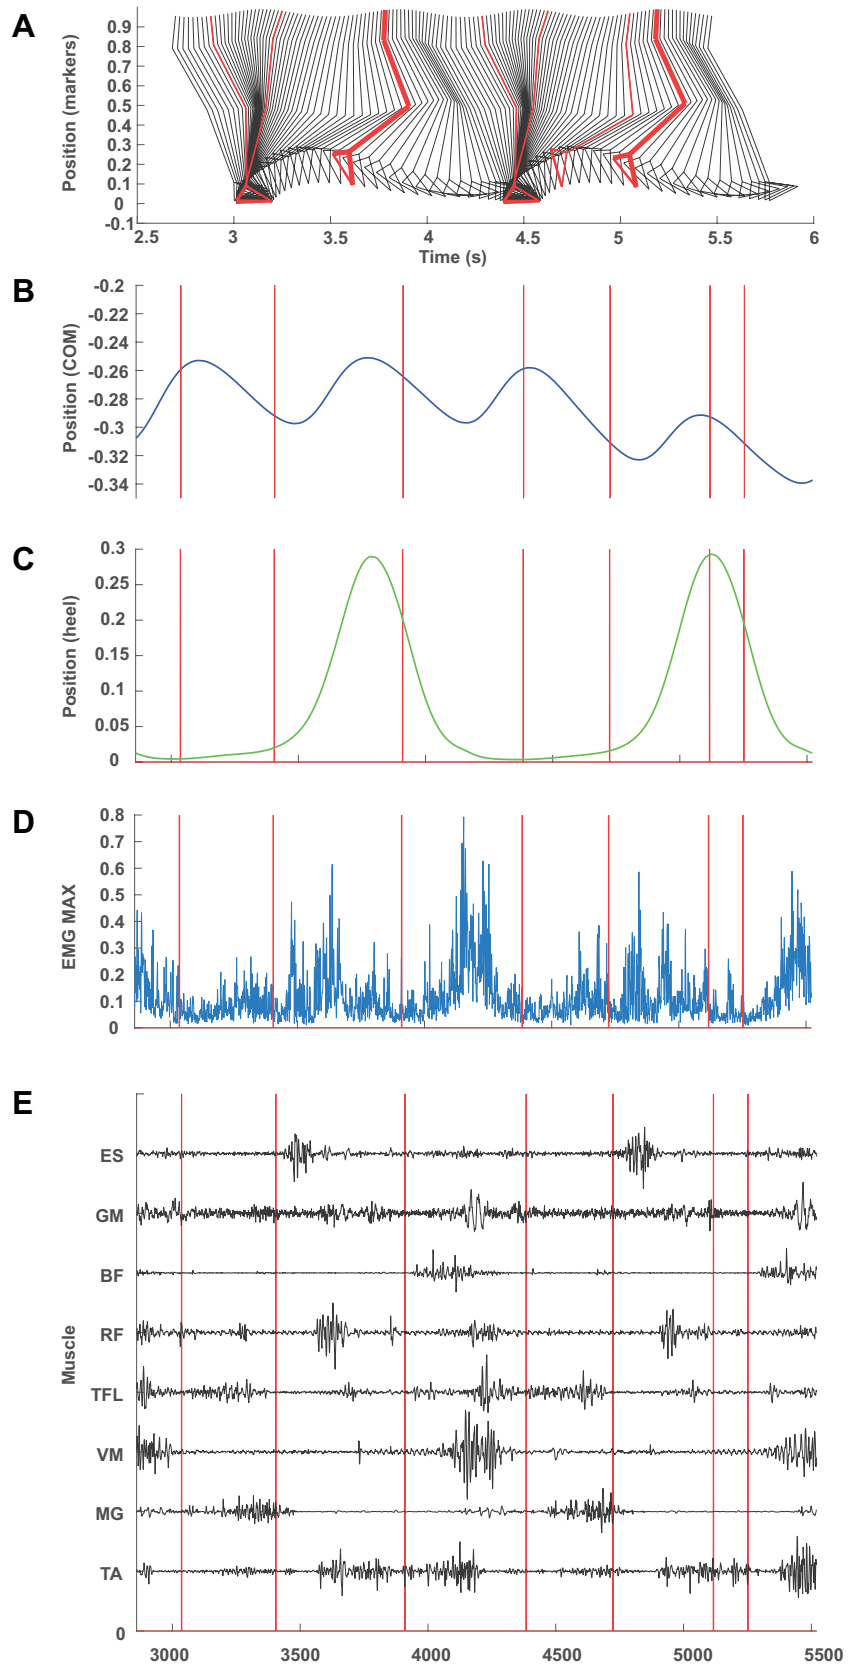 A
Position (markers)
0.9
0.8
0.7
0.6
0.5
0.4
0.3
0.2
0.1
0
-0.1
2.5 3 3.5 4 4.5 5 5.5 6
Time (s)
B
Position (COM)
-0.2
-0.22
-0.24
-0.26
-0.28
-0.3
-0.32
-0.34
C
Position (heel)
0.3
0.25
0.2
0.15
0.1
0.05
0
D
EMG MAX
0.8
0.7
0.6
0.5
0.4
0.3
0.2
0.1
0
E
Muscle
ES
GM
BF
RF
TFL
VM
MG
TA
0
3000 3500 4000 4500 5000 5500